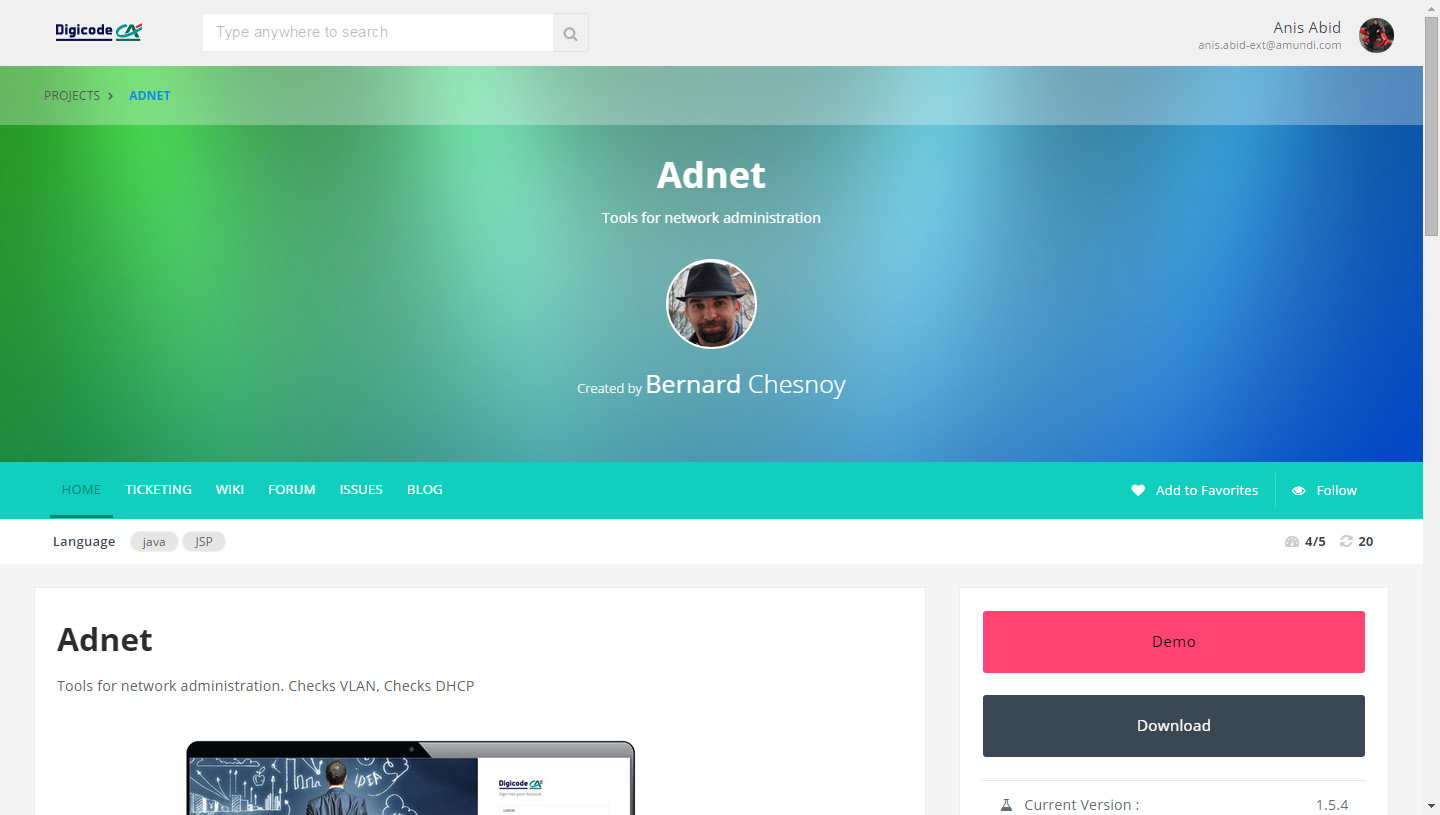 Digicode CA
Type anywhere to search
Anis Abid
anis.abid-ext@amundi.com
PROJECTS
ADNET
Adnet
Tools for network administration
Created by Bernard Chesnoy
HOME
TICKETING
WIKI
FORUM
ISSUES
BLOG
Add to Favorites
Follow
Language
java
JSP
4/5
20
Adnet
Tools for network administration. Checks VLAN, Checks DHCP
IDEA
Digicode CA
Sign into your Account
LOGIN
Demo
Download
Current Version :
1.5.4